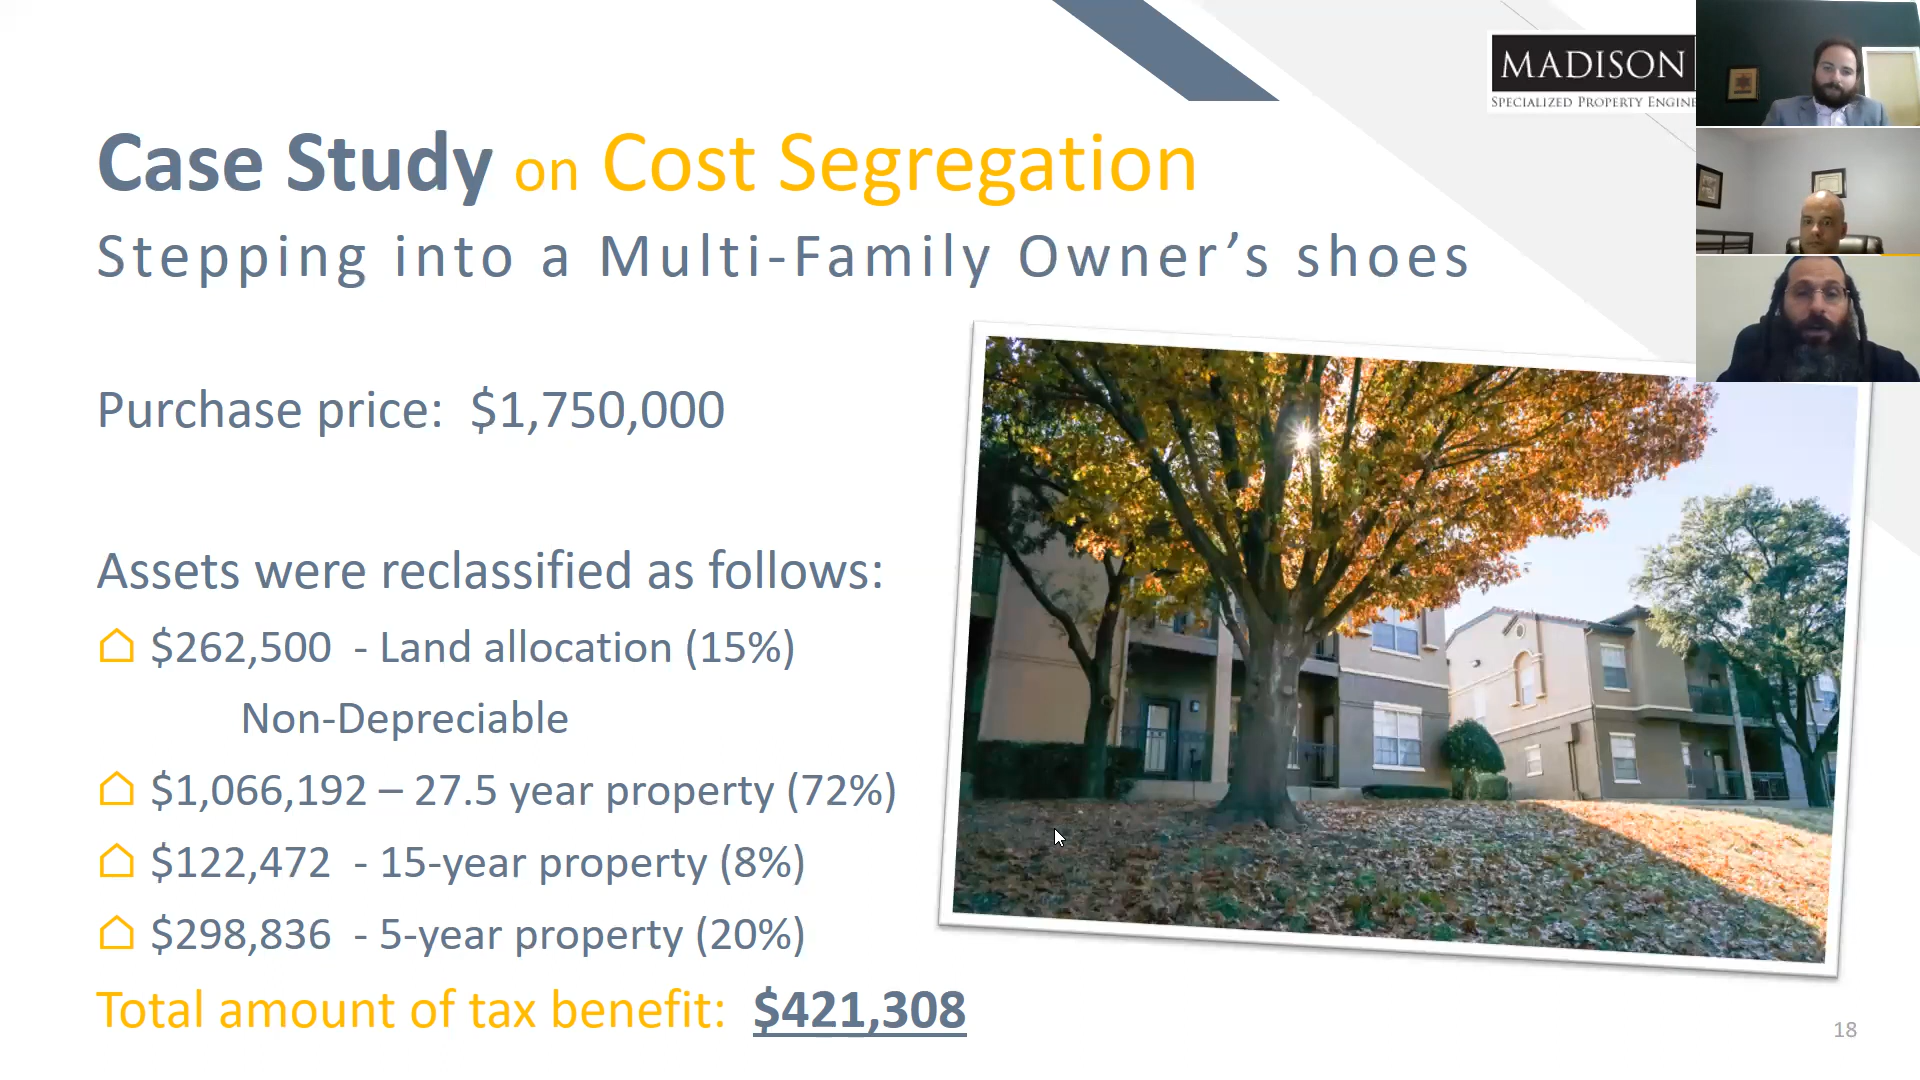 MADISON
SPECIALIZED PROPERTY ENGINE
Case Study on Cost Segregation
Stepping into a Multi-Family Owner’s shoes
Purchase price:  $1,750,000
Assets were reclassified as follows:
$262,500  - Land allocation (15%)
Non-Depreciable
$1,066,192 – 27.5 year property (72%)
$122,472  - 15-year property (8%)
$298,836  - 5-year property (20%)
Total amount of tax benefit:  $421,308
18